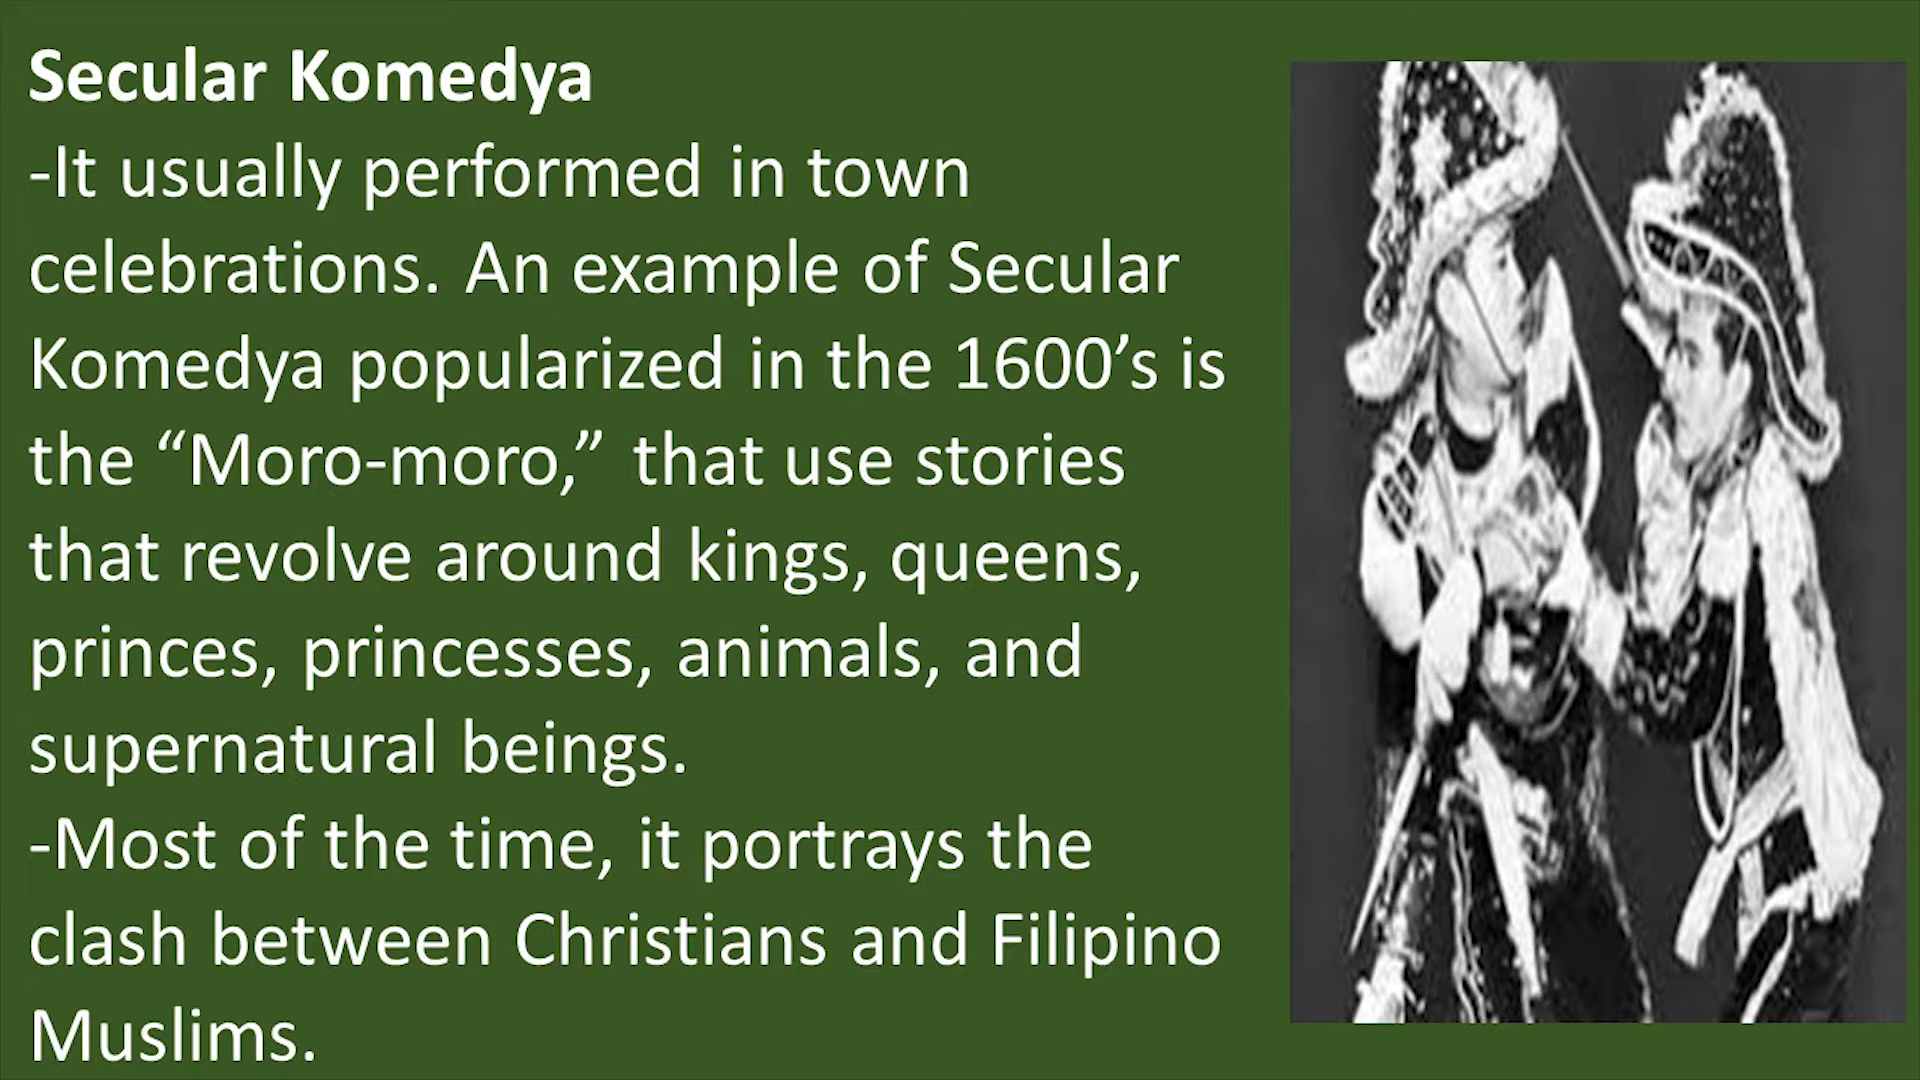 Secular Komedya
-It usually performed in town
celebrations. An example of Secular
Komedya popularized in the 1600’s is
the “Moro-moro,” that use stories
that revolve around kings, queens,
princes, princesses, animals, and
supernatural beings.
-Most of the time, it portrays the
clash between Christians and Filipino
Muslims.